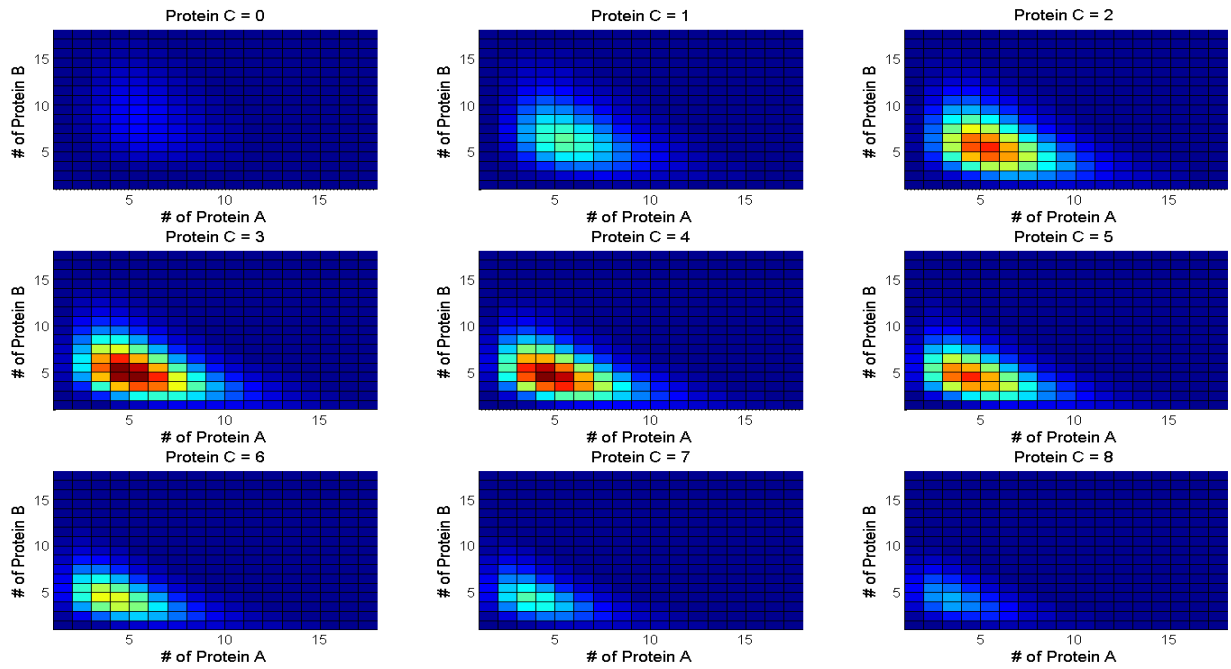 Protein C = 0
Protein C = 1
Protein C = 2
# of Protein B
15
10
5
5
10
15
# of Protein A
# of Protein B
15
10
5
5
10
15
# of Protein A
# of Protein B
15
10
5
5
10
15
# of Protein A
Protein C = 3
Protein C = 4
Protein C = 5
# of Protein B
15
10
5
5
10
15
# of Protein A
# of Protein B
15
10
5
5
10
15
# of Protein A
# of Protein B
15
10
5
5
10
15
# of Protein A
Protein C = 6
Protein C = 7
Protein C = 8
# of Protein B
15
10
5
5
10
15
# of Protein A
# of Protein B
15
10
5
5
10
15
# of Protein A
# of Protein B
15
10
5
5
10
15
# of Protein A